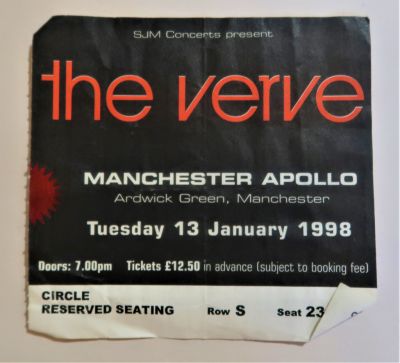 SJM Concerts present
the verve
MANCHESTER APOLLO
Ardwick Green, Manchester
Tuesday 13 January 1998
Doors: 7.00pm Tickets £12.50 in advance (subject to booking fee)
CIRCLE
RESERVED SEATING Row S Seat 23